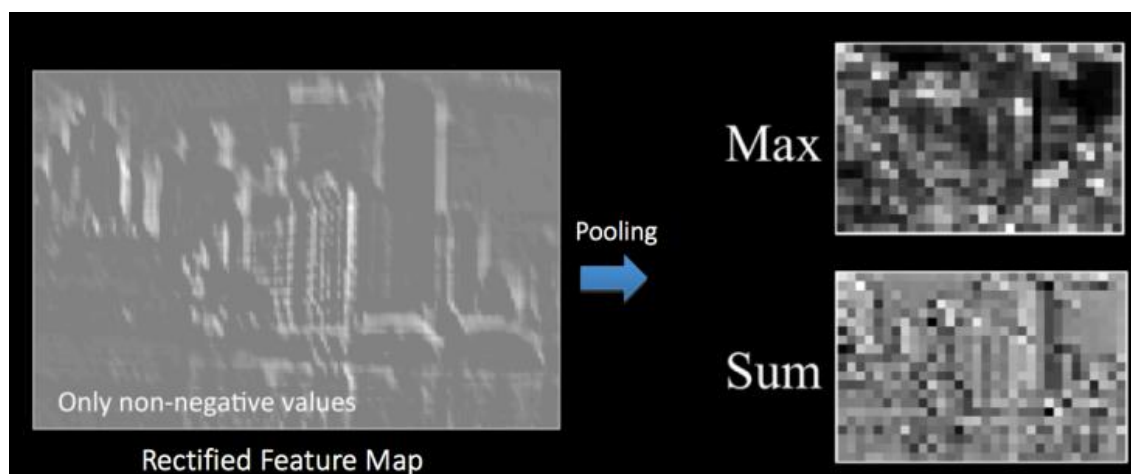 Only non-negative values
Rectified Feature Map
Pooling
Max
Sum